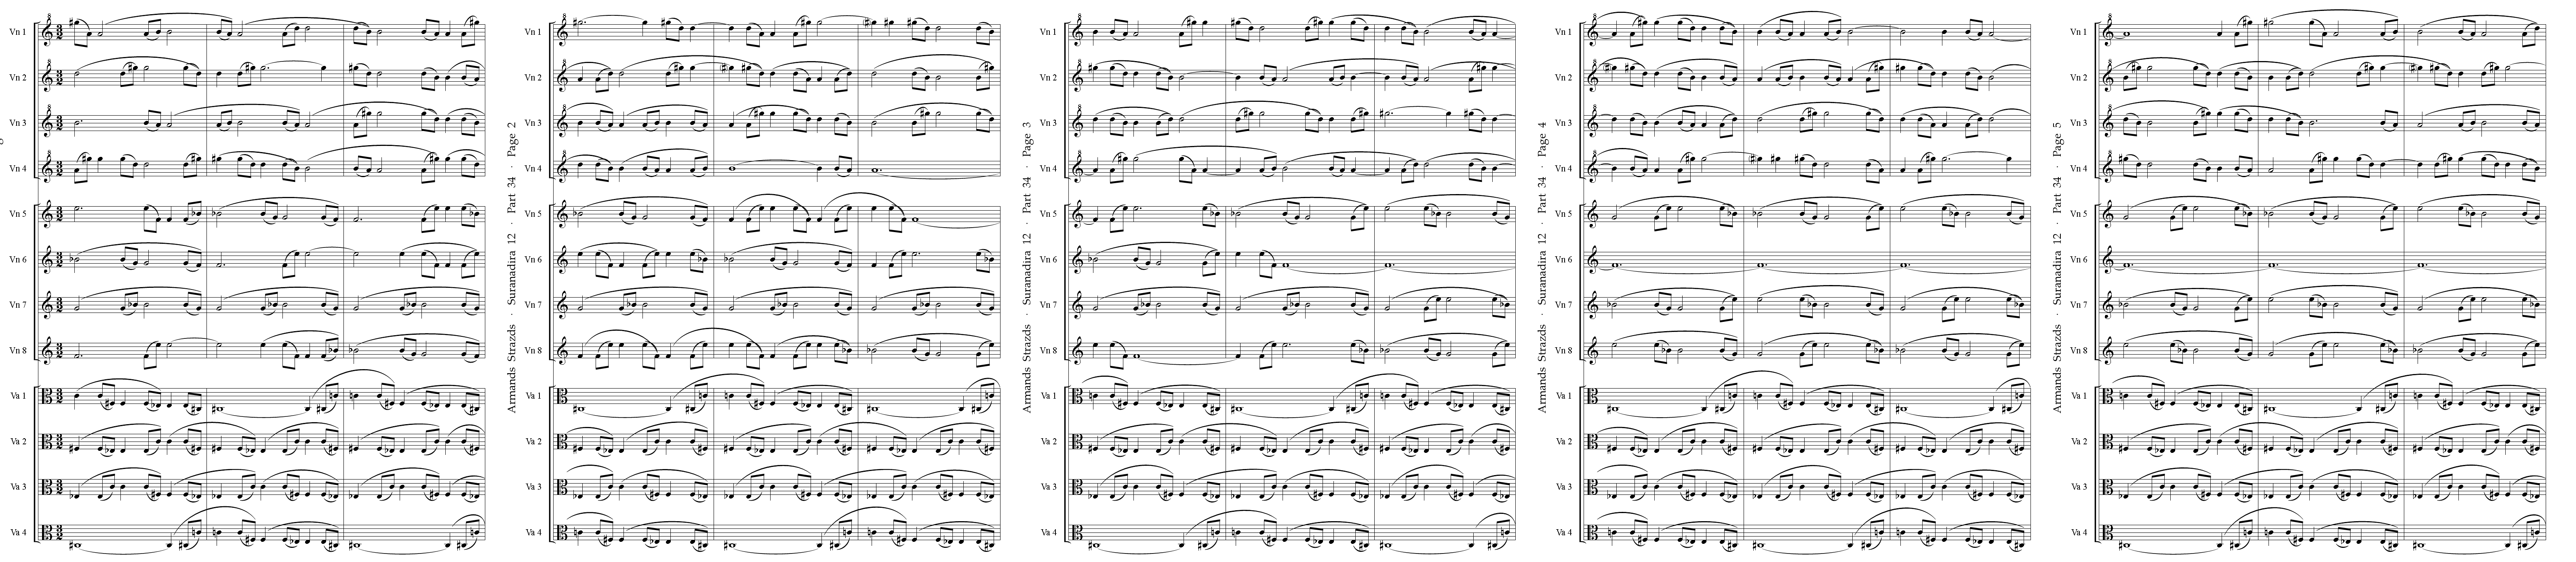 Vn 1
Vn 2
Vn 3
Vn 4
Vn 5
Vn 6
Vn 7
Vn 8
Va 1
Va 2
Va 3
Va 4
Armands Strazds · Suranadira 12 · Part 34 · Page 2
Vn 1
Vn 2
Vn 3
Vn 4
Vn 5
Vn 6
Vn 7
Vn 8
Va 1
Va 2
Va 3
Va 4
Armands Strazds · Suranadira 12 · Part 34 · Page 3
Vn 1
Vn 2
Vn 3
Vn 4
Vn 5
Vn 6
Vn 7
Vn 8
Va 1
Va 2
Va 3
Va 4
Armands Strazds · Suranadira 12 · Part 34 · Page 4
Vn 1
Vn 2
Vn 3
Vn 4
Vn 5
Vn 6
Vn 7
Vn 8
Va 1
Va 2
Va 3
Va 4
Armands Strazds · Suranadira 12 · Part 34 · Page 5
Vn 1
Vn 2
Vn 3
Vn 4
Vn 5
Vn 6
Vn 7
Vn 8
Va 1
Va 2
Va 3
Va 4